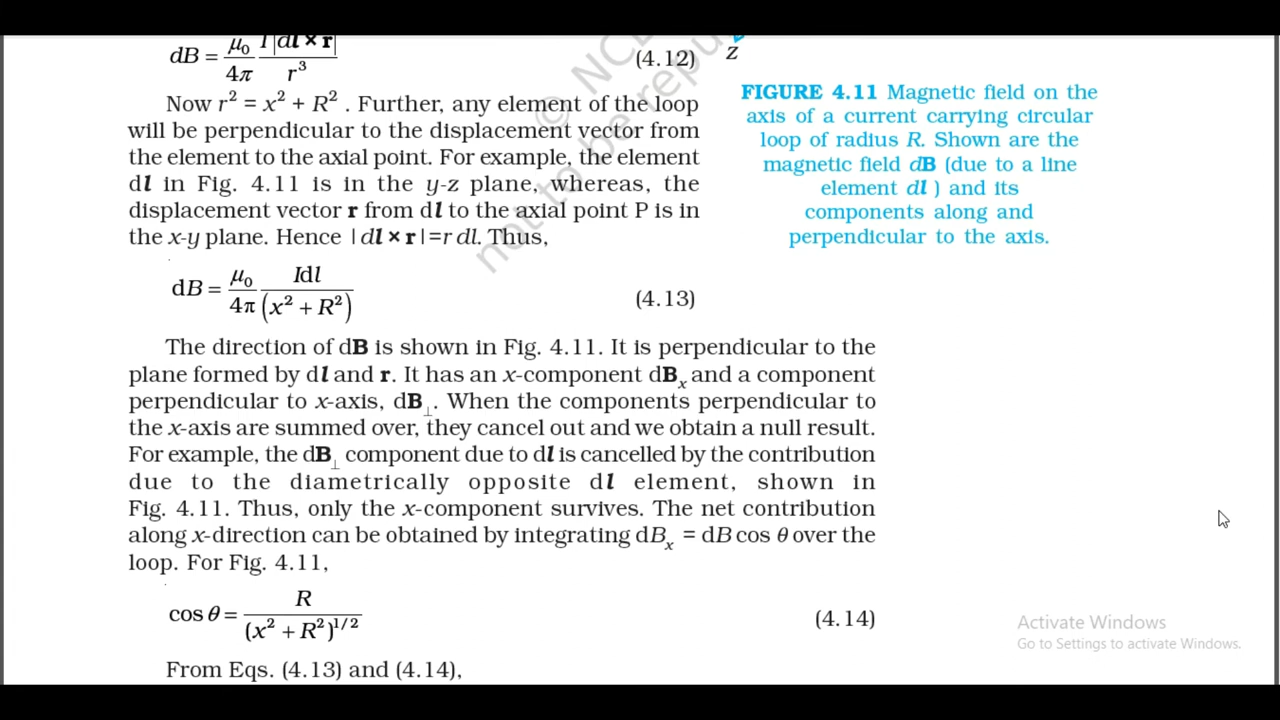 dB = μ₀/4π I|dl × r|/r³ (4.12)
Now r² = x² + R² . Further, any element of the loop
will be perpendicular to the displacement vector from
the element to the axial point. For example, the element
dl in Fig. 4.11 is in the y-z plane, whereas, the
displacement vector r from dl to the axial point P is in
the x-y plane. Hence |dl × r|=r dl. Thus,
dB = μ₀/4π Idl/(x² + R²) (4.13)
z
FIGURE 4.11 Magnetic field on the
axis of a current carrying circular
loop of radius R. Shown are the
magnetic field dB (due to a line
element dl ) and its
components along and
perpendicular to the axis.
The direction of dB is shown in Fig. 4.11. It is perpendicular to the
plane formed by dl and r. It has an x-component dBₓ and a component
perpendicular to x-axis, dB⊥. When the components perpendicular to
the x-axis are summed over, they cancel out and we obtain a null result.
For example, the dB⊥ component due to dl is cancelled by the contribution
due to the diametrically opposite dl element, shown in
Fig. 4.11. Thus, only the x-component survives. The net contribution
along x-direction can be obtained by integrating dBₓ = dB cos θ over the
loop. For Fig. 4.11,
cos θ = R/(x² + R²)^1/2 (4.14)
From Eqs. (4.13) and (4.14),
© NC
not to be repu
Activate Windows
Go to Settings to activate Windows.